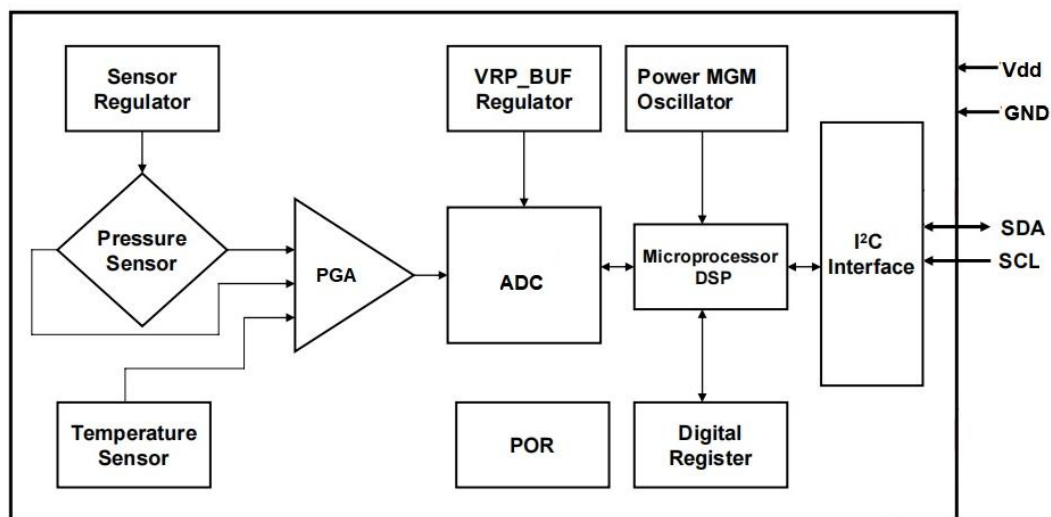 Sensor
Regulator
VRP_BUF
Regulator
Power MGM
Oscillator
Vdd
GND
Pressure
Sensor
PGA
ADC
Microprocessor
DSP
I²C
Interface
SDA
SCL
Temperature
Sensor
POR
Digital
Register